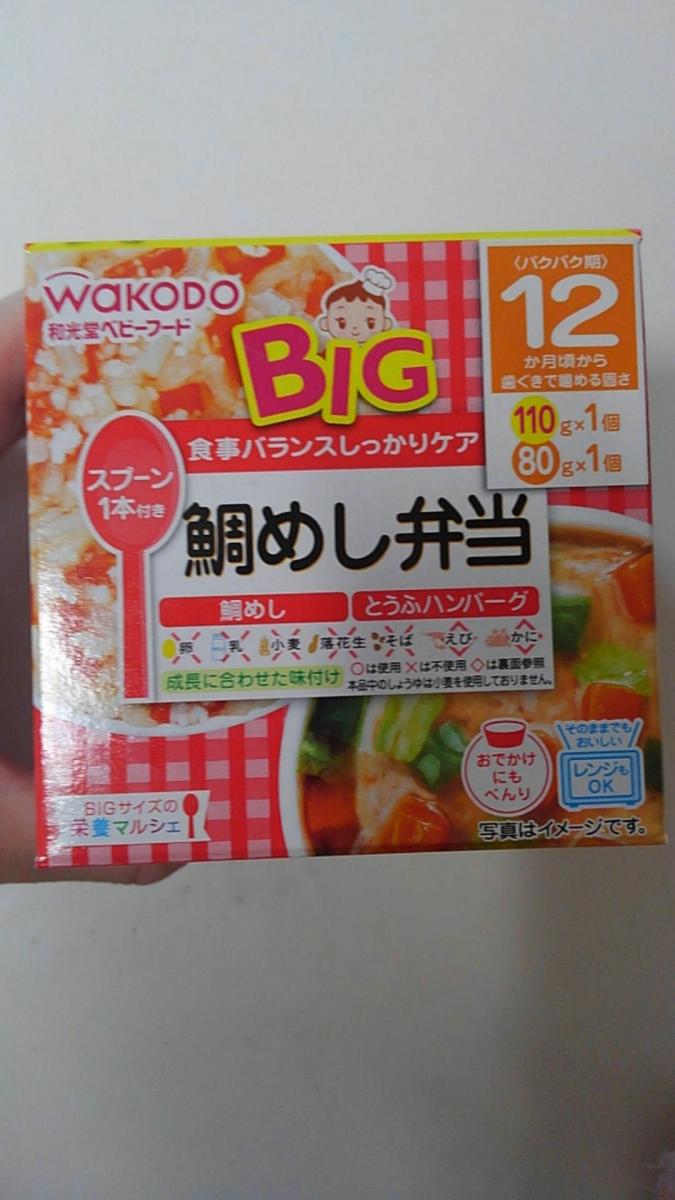 WAKODO
和光堂ベビーフード
BIG
〈パクパク期〉
12
か月頃から
歯ぐきで噛める固さ
110g×1個
80g×1個
食事バランスしっかりケア
スプーン
1本付き
鯛めし弁当
鯛めし
とうふハンバーグ
卵 乳 小麦 落花生 そば えび かに
○は使用 ×は不使用 ◇は裏面参照
本品中のしょうゆは小麦を使用しておりません。
成長に合わせた味付け
おでかけ
にも
べんり
そのままでも
おいしい
レンジも
OK
BIGサイズの
栄養マルシェ
写真はイメージです。